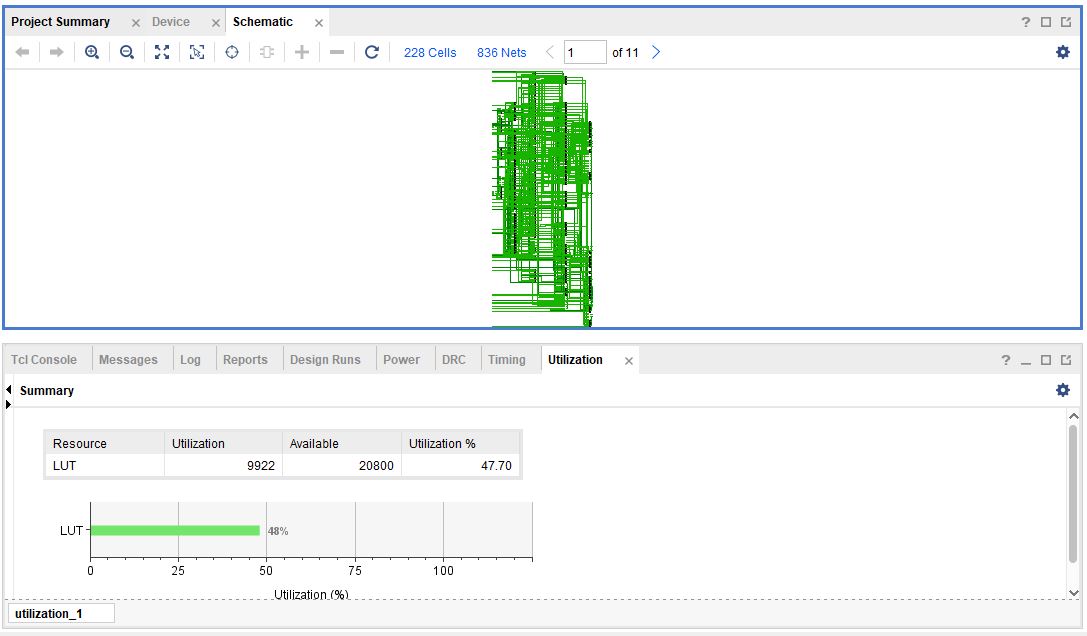 Project Summary × Device × Schematic × ?
228 Cells 836 Nets 1 of 11
Tcl Console Messages Log Reports Design Runs Power DRC Timing Utilization × ?
Summary
Resource Utilization Available Utilization %
LUT 9922 20800 47.70
LUT 48%
0 25 50 75 100
Utilization (%)
utilization_1